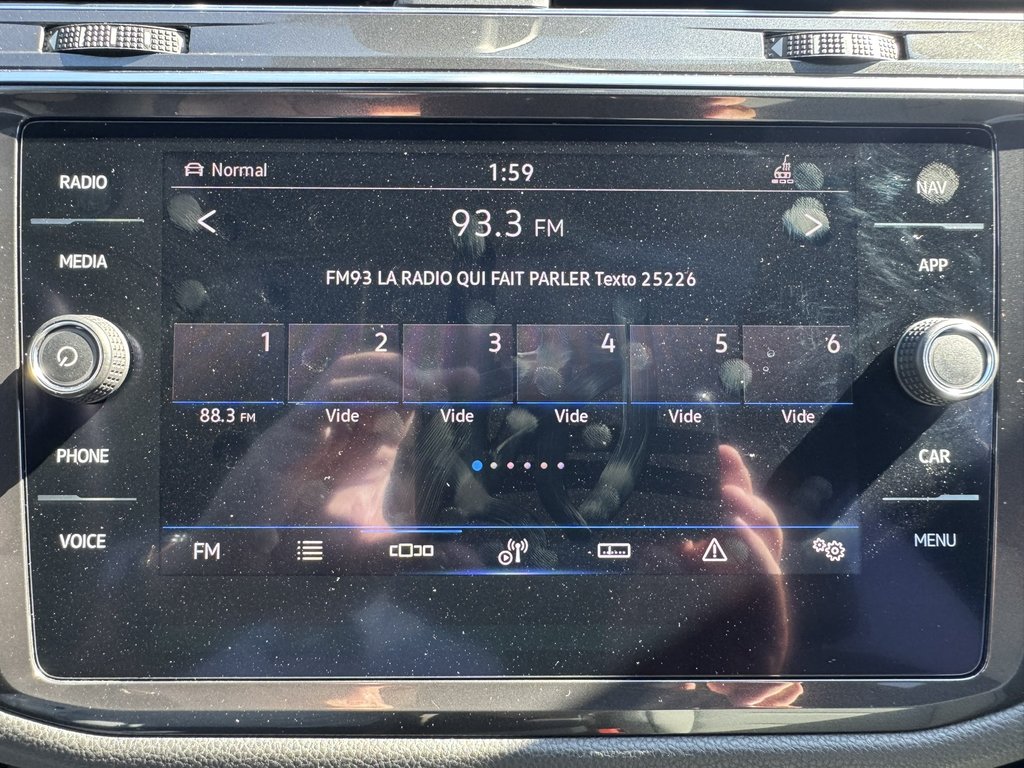 RADIO
MEDIA
PHONE
VOICE
Normal
1:59
93.3 FM
FM93 LA RADIO QUI FAIT PARLER Texto 25226
1 2 3 4 5 6
88.3 FM Vide Vide Vide Vide Vide
FM
NAV
APP
CAR
MENU